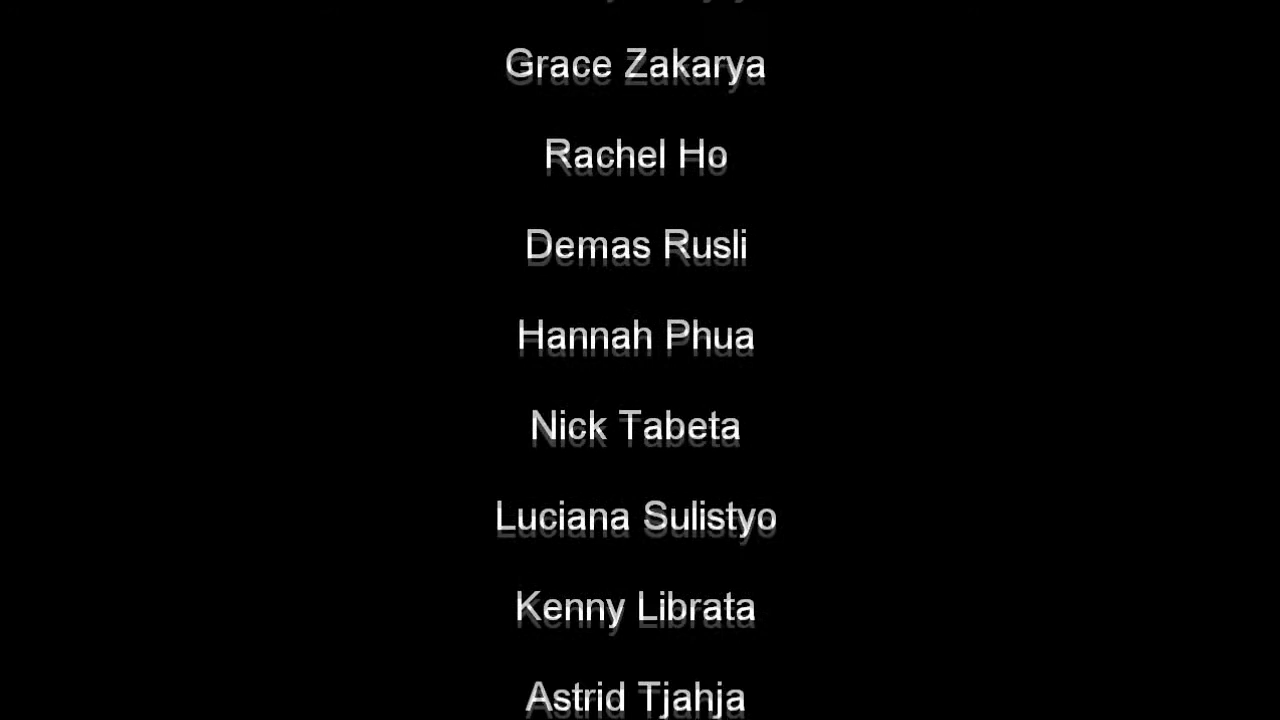 Grace Zakarya
Rachel Ho
Demas Rusli
Hannah Phua
Nick Tabeta
Luciana Sulistyo
Kenny Librata
Astrid Tjahja